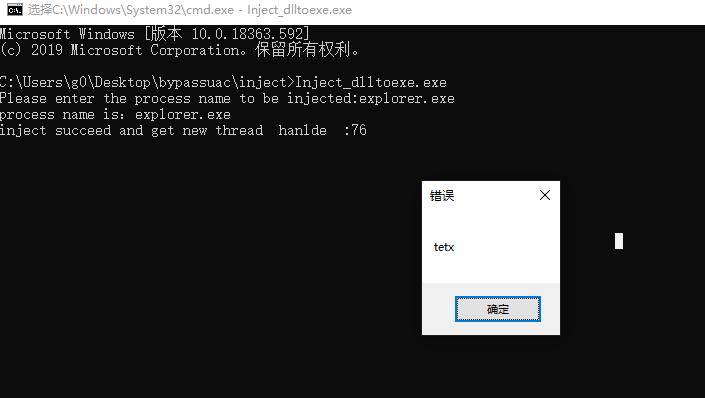 选择C:\Windows\System32\cmd.exe - Inject_dlltoexe.exe
Microsoft Windows [版本 10.0.18363.592]
(c) 2019 Microsoft Corporation。保留所有权利。
C:\Users\g0\Desktop\bypassuac\inject>Inject_dlltoexe.exe
Please enter the process name to be injected:explorer.exe
process name is：explorer.exe
inject succeed and get new thread  hanlde  :76
错误
tetx
确定